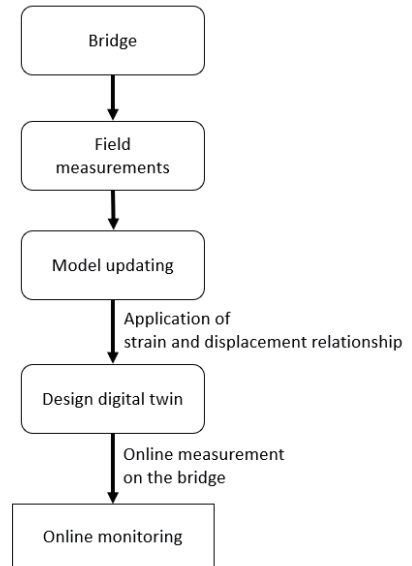 Bridge
Field
measurements
Model updating
Application of
strain and displacement relationship
Design digital twin
Online measurement
on the bridge
Online monitoring